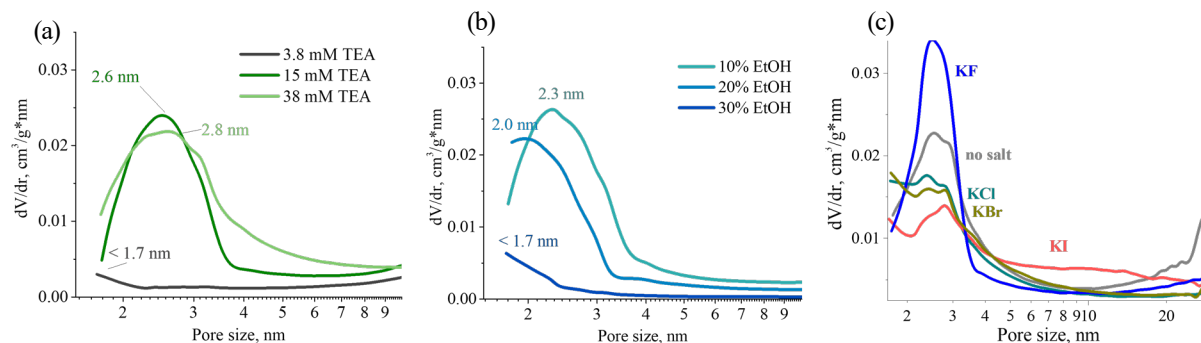 (a)
3.8 mM TEA
15 mM TEA
38 mM TEA
2.6 nm
2.8 nm
< 1.7 nm
0.03
0.02
0.01
0.00
dV/dr, cm³/g*nm
2 3 4 5 6 7 8 9
Pore size, nm
(b)
10% EtOH
20% EtOH
30% EtOH
2.3 nm
2.0 nm
< 1.7 nm
0.03
0.02
0.01
0.00
dV/dr, cm³/g*nm
2 3 4 5 6 7 8 9
Pore size, nm
(c)
KF
no salt
KCl
KBr
KI
0.03
0.02
0.01
dV/dr, cm³/g*nm
2 3 4 5 6 7 8 9 10 20
Pore size, nm